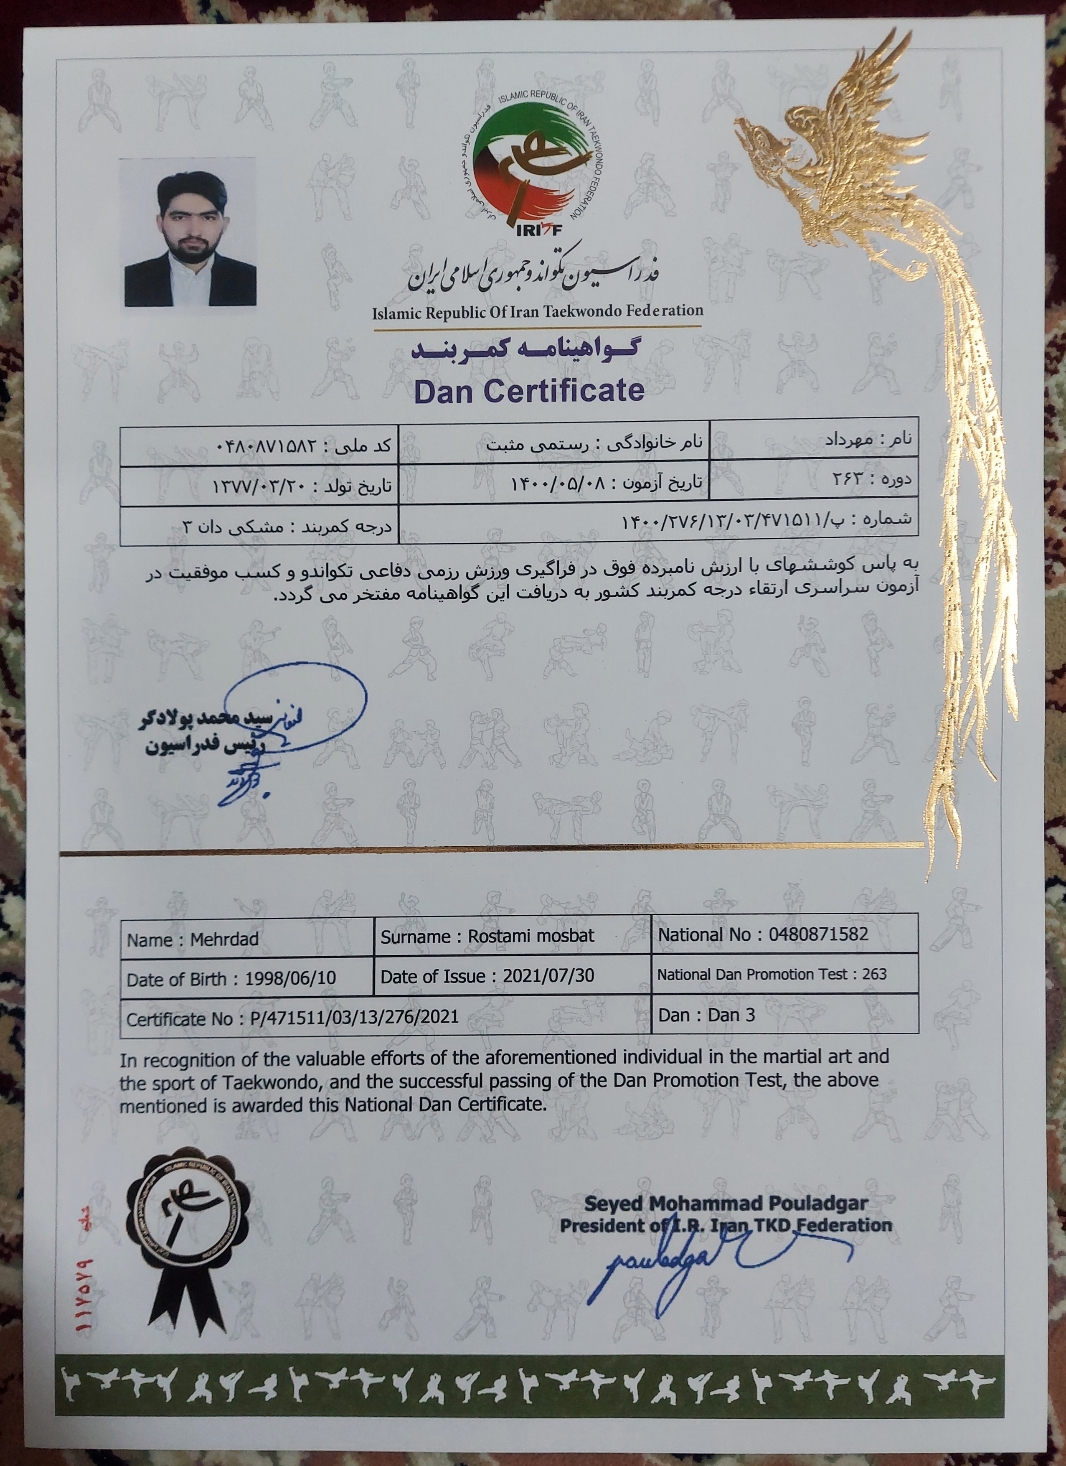 ISLAMIC REPUBLIC OF IRAN TAEKWONDO FEDERATION
فدراسیون تکواندو جمهوری اسلامی ایران
IRITF
فدراسیون تکواندو جمهوری اسلامی ایران
Islamic Republic Of Iran Taekwondo Federation
گواهینامه کمربند
Dan Certificate
نام : مهرداد نام خانوادگی : رستمی مثبت کد ملی : ۰۴۸۰۸۷۱۵۸۲
دوره : ۲۶۳ تاریخ آزمون : ۱۴۰۰/۰۵/۰۸ تاریخ تولد : ۱۳۷۷/۰۳/۲۰
شماره : پ/۱۴۰۰/۲۷۶/۱۳/۰۳/۴۷۱۵۱۱ درجه کمربند : مشکی دان ۳
به پاس کوششهای با ارزش نامبرده فوق در فراگیری ورزش رزمی دفاعی تکواندو و کسب موفقیت در
آزمون سراسری ارتقاء درجه کمربند کشور به دریافت این گواهینامه مفتخر می گردد.
سید محمد پولادگر
رئیس فدراسیون
Name : Mehrdad Surname : Rostami mosbat National No : 0480871582
Date of Birth : 1998/06/10 Date of Issue : 2021/07/30 National Dan Promotion Test : 263
Certificate No : P/471511/03/13/276/2021 Dan : Dan 3
In recognition of the valuable efforts of the aforementioned individual in the martial art and
the sport of Taekwondo, and the successful passing of the Dan Promotion Test, the above
mentioned is awarded this National Dan Certificate.
Seyed Mohammad Pouladgar
President of I.R. Iran TKD Federation
pouladgar
۱۱۷۵۷۹